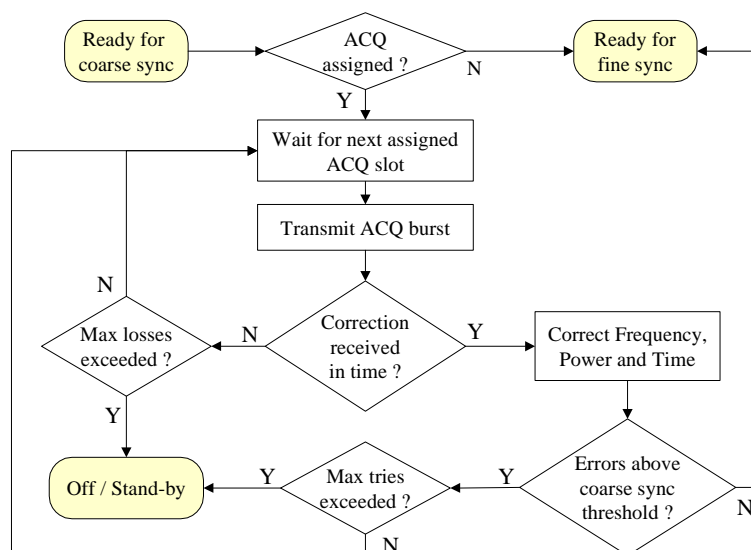 Ready for
coarse sync
ACQ
assigned ?
N
Ready for
fine sync
Y
Wait for next assigned
ACQ slot
Transmit ACQ burst
N
Max losses
exceeded ?
N
Correction
received
in time ?
Y
Correct Frequency,
Power and Time
Y
Off / Stand-by
Y
Max tries
exceeded ?
Y
Errors above
coarse sync
threshold ?
N
N